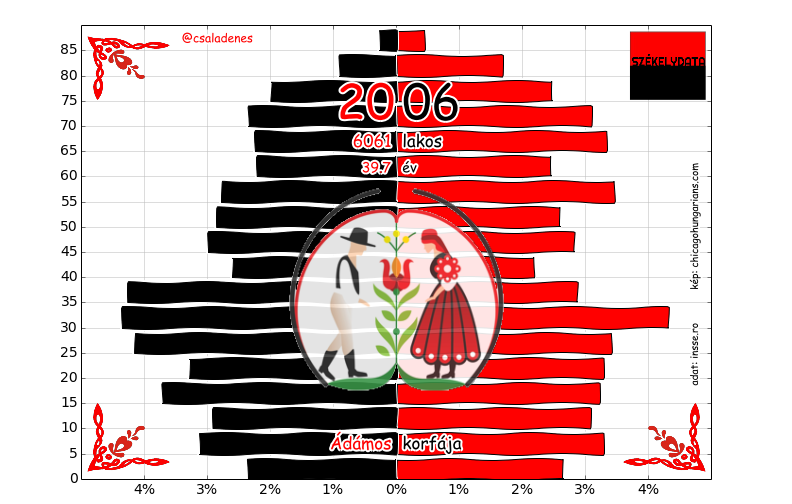 @csaladenes
SZÉKELYDATA
2006
6061 lakos
39.7 év
kép: chicagohungarians.com
adat: insse.ro
Ádámos korfája
85
80
75
70
65
60
55
50
45
40
35
30
25
20
15
10
5
0
4% 3% 2% 1% 0% 1% 2% 3% 4%